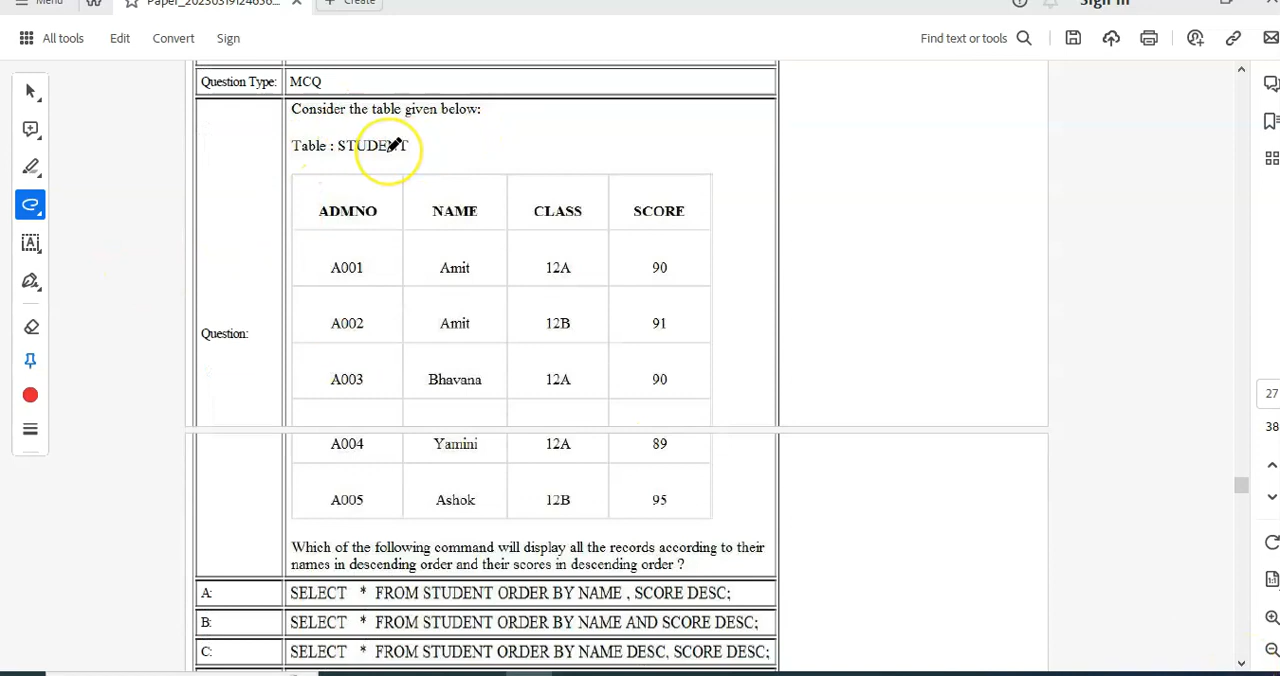 Menu
Paper_20230319124656...
Create
Sign in
All tools Edit Convert Sign Find text or tools
Question Type: MCQ
Consider the table given below:
Table : STUDENT
ADMNO NAME CLASS SCORE
A001 Amit 12A 90
A002 Amit 12B 91
A003 Bhavana 12A 90
Question:
A004 Yamini 12A 89
A005 Ashok 12B 95
27
38
Which of the following command will display all the records according to their
names in descending order and their scores in descending order ?
A: SELECT * FROM STUDENT ORDER BY NAME , SCORE DESC;
B: SELECT * FROM STUDENT ORDER BY NAME AND SCORE DESC;
C: SELECT * FROM STUDENT ORDER BY NAME DESC, SCORE DESC;